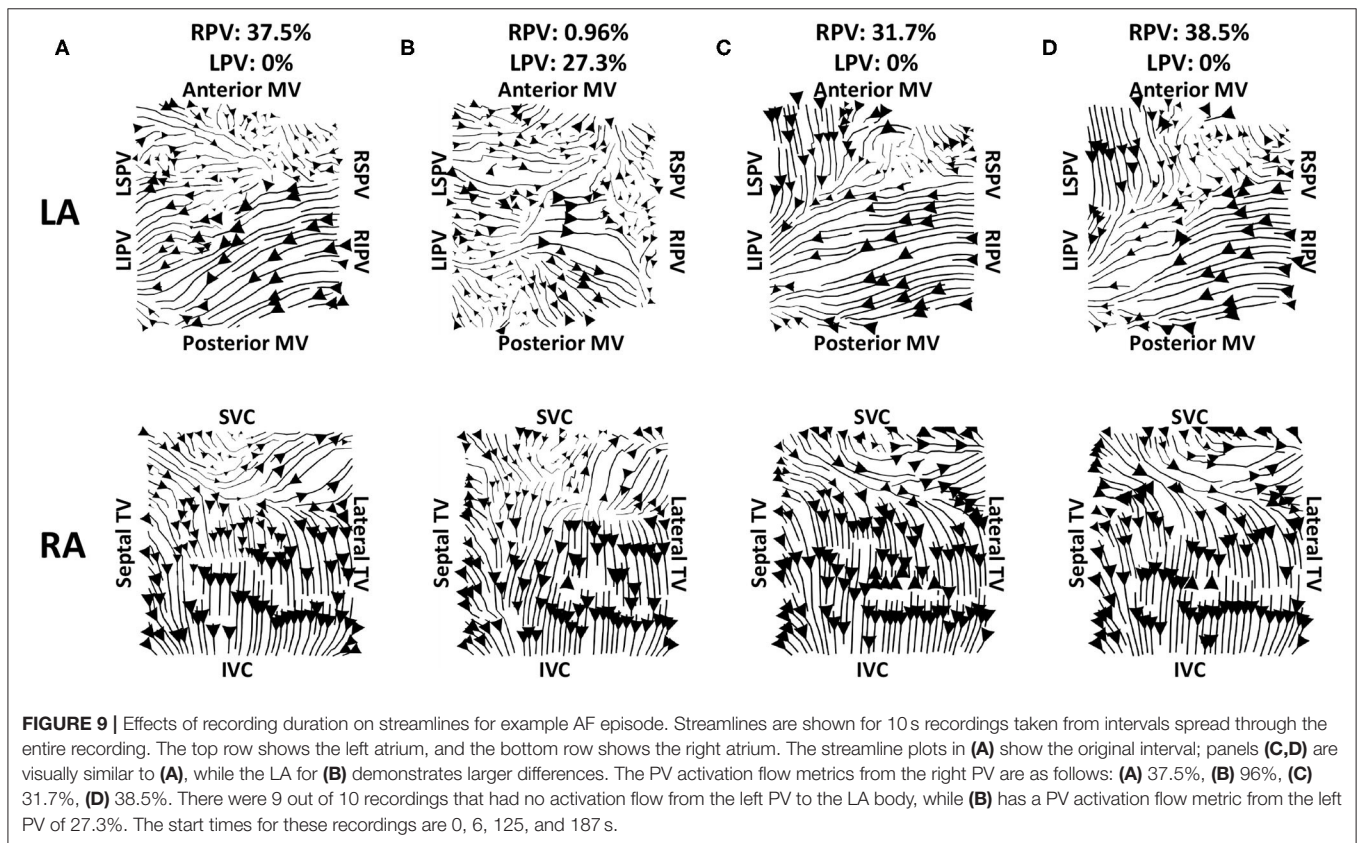 A
RPV: 37.5%
LPV: 0%
Anterior MV
B
RPV: 0.96%
LPV: 27.3%
Anterior MV
C
RPV: 31.7%
LPV: 0%
Anterior MV
D
RPV: 38.5%
LPV: 0%
Anterior MV
LA
LSPV
LIPV
RSPV
RIPV
LSPV
LIPV
RSPV
RIPV
LSPV
LIPV
RSPV
RIPV
LSPV
LIPV
RSPV
RIPV
Posterior MV
Posterior MV
Posterior MV
Posterior MV
RA
SVC
SVC
SVC
SVC
Septal TV
Lateral TV
Septal TV
Lateral TV
Septal TV
Lateral TV
Septal TV
Lateral TV
IVC
IVC
IVC
IVC
FIGURE 9 | Effects of recording duration on streamlines for example AF episode. Streamlines are shown for 10 s recordings taken from intervals spread through the
entire recording. The top row shows the left atrium, and the bottom row shows the right atrium. The streamline plots in (A) show the original interval; panels (C,D) are
visually similar to (A), while the LA for (B) demonstrates larger differences. The PV activation flow metrics from the right PV are as follows: (A) 37.5%, (B) 96%, (C)
31.7%, (D) 38.5%. There were 9 out of 10 recordings that had no activation flow from the left PV to the LA body, while (B) has a PV activation flow metric from the left
PV of 27.3%. The start times for these recordings are 0, 6, 125, and 187 s.